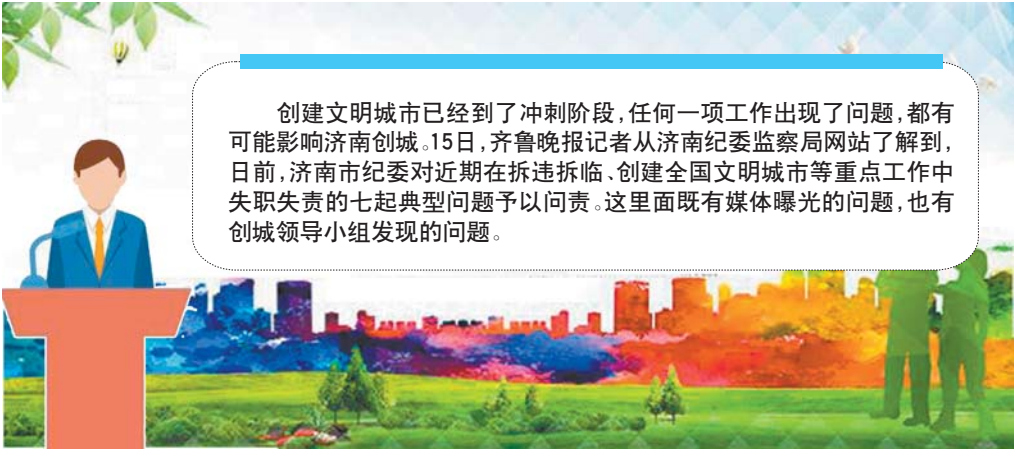 创建文明城市已经到了冲刺阶段,任何一项工作出现了问题,都有
可能影响济南创城。15日,齐鲁晚报记者从济南纪委监察局网站了解到,
日前,济南市纪委对近期在拆违拆临、创建全国文明城市等重点工作中
失职失责的七起典型问题予以问责。这里面既有媒体曝光的问题,也有
创城领导小组发现的问题。